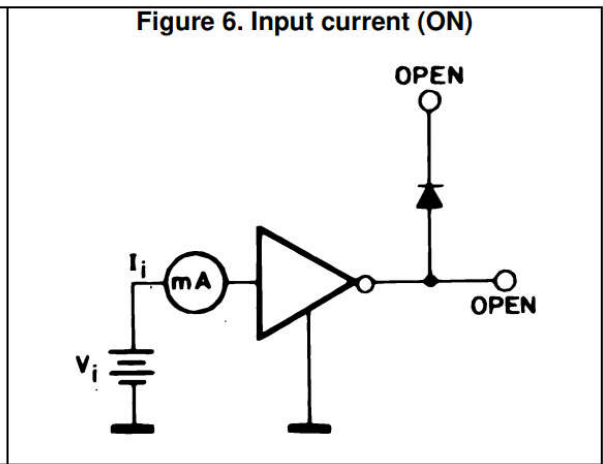 Figure 6. Input current (ON)
OPEN
Ii
mA
OPEN
Vi